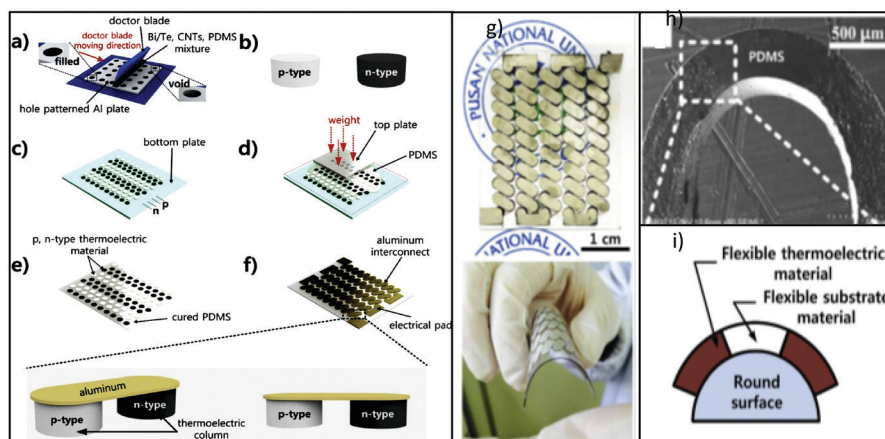 a)
doctor blade
doctor blade
moving direction
Bi/Te, CNTs, PDMS
mixture
filled
void
hole patterned Al plate
b)
p-type
n-type
c)
bottom plate
p
n
d)
weight
top plate
PDMS
e)
p, n-type thermoelectric
material
cured PDMS
f)
aluminum
interconnect
electrical pad
aluminum
p-type
n-type
thermoelectric
column
p-type
n-type
g)
PUSAN NATIONAL UN
1 cm
NATIONAL UN
h)
500 μm
PDMS
i)
Flexible thermoelectric
material
Flexible substrate
material
Round
surface